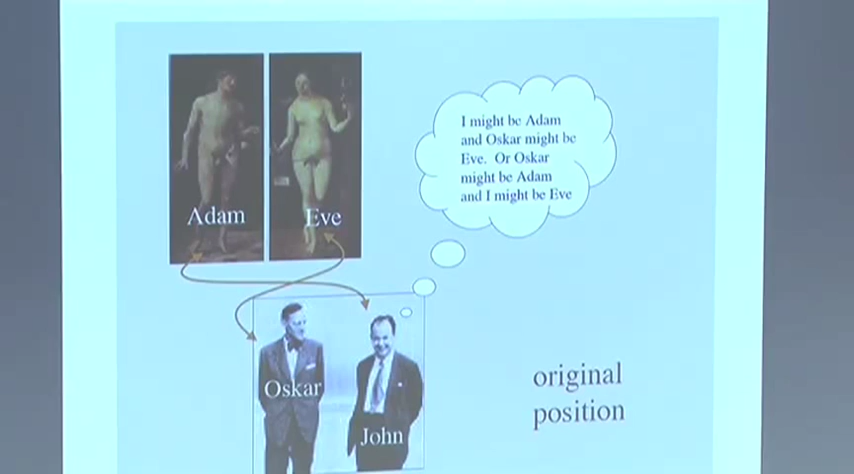 Adam
Eve
I might be Adam
and Oskar might be
Eve. Or Oskar
might be Adam
and I might be Eve
Oskar
John
original
position